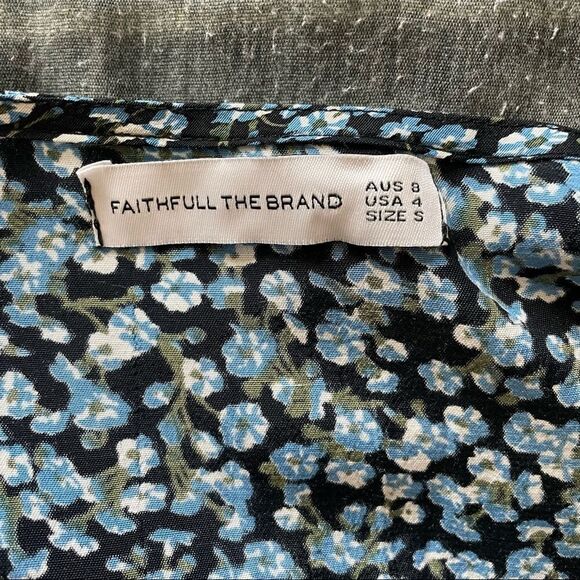 FAITHFULL THE BRAND
AUS 8
USA 4
SIZE S